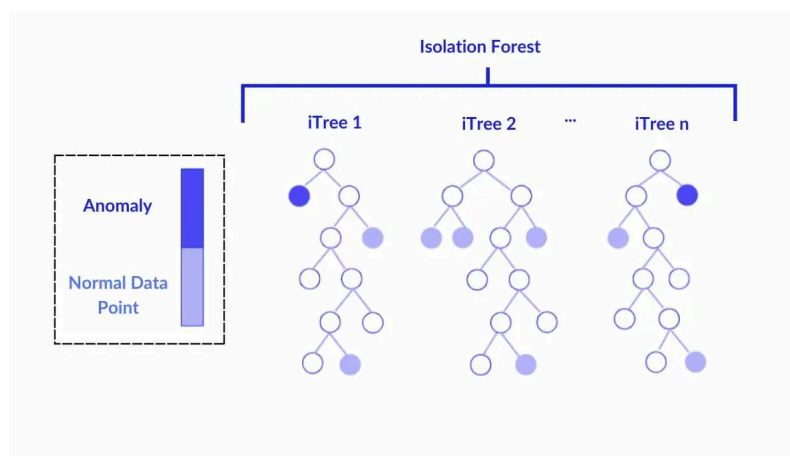 Isolation Forest
iTree 1
iTree 2
...
iTree n
Anomaly
Normal Data
Point